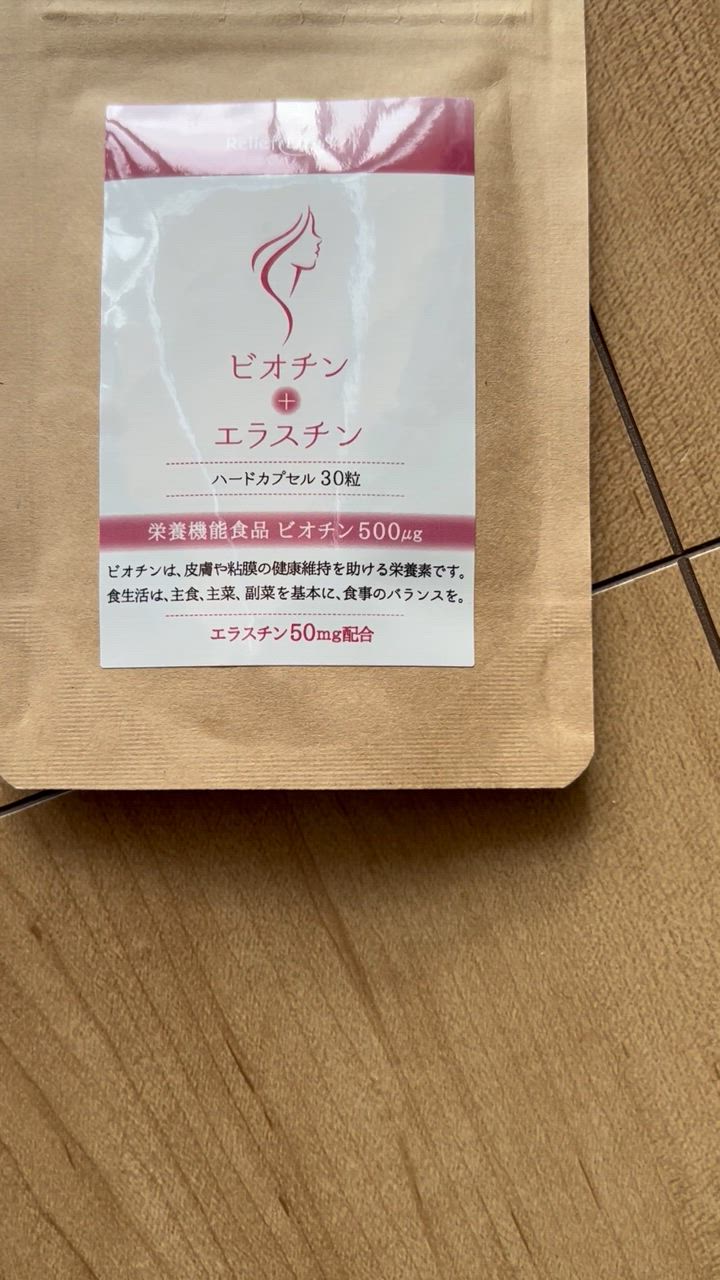 ビオチン
+
エラスチン
ハードカプセル 30粒
栄養機能食品 ビオチン500μg
ビオチンは、皮膚や粘膜の健康維持を助ける栄養素です。
食生活は、主食、主菜、副菜を基本に、食事のバランスを。
エラスチン50mg配合